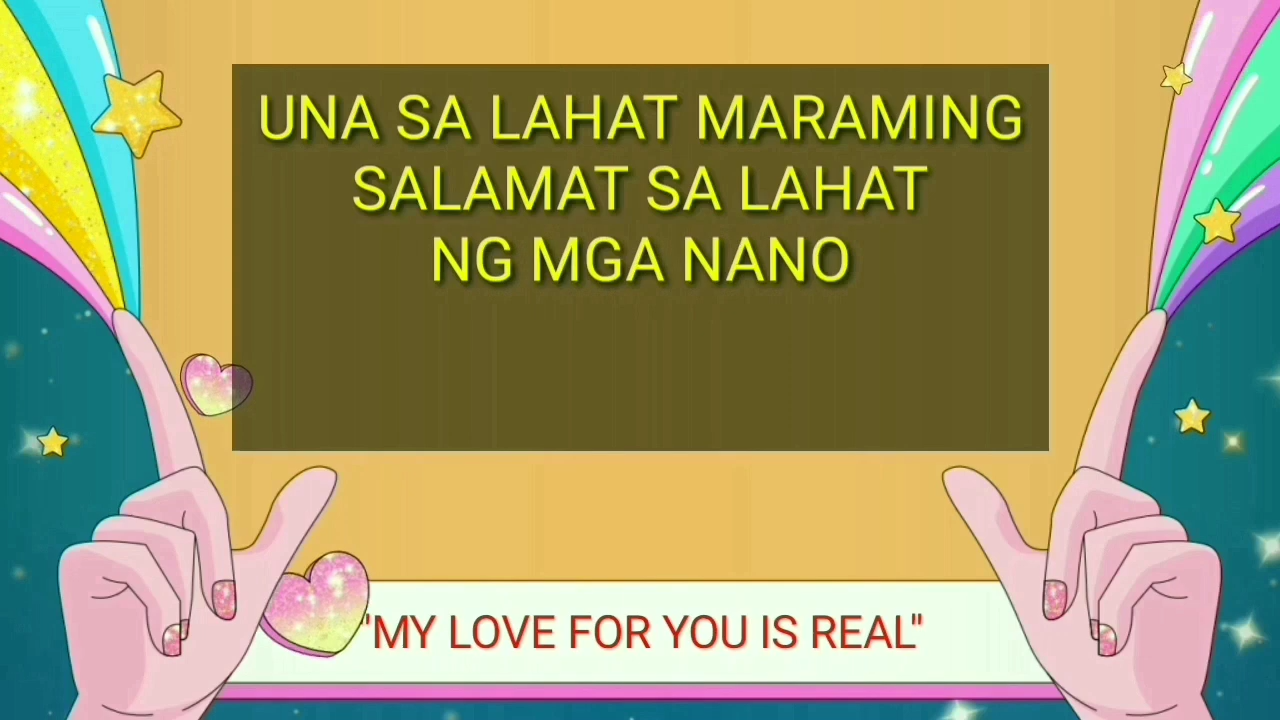 UNA SA LAHAT MARAMING
SALAMAT SA LAHAT
NG MGA NANO
"MY LOVE FOR YOU IS REAL"